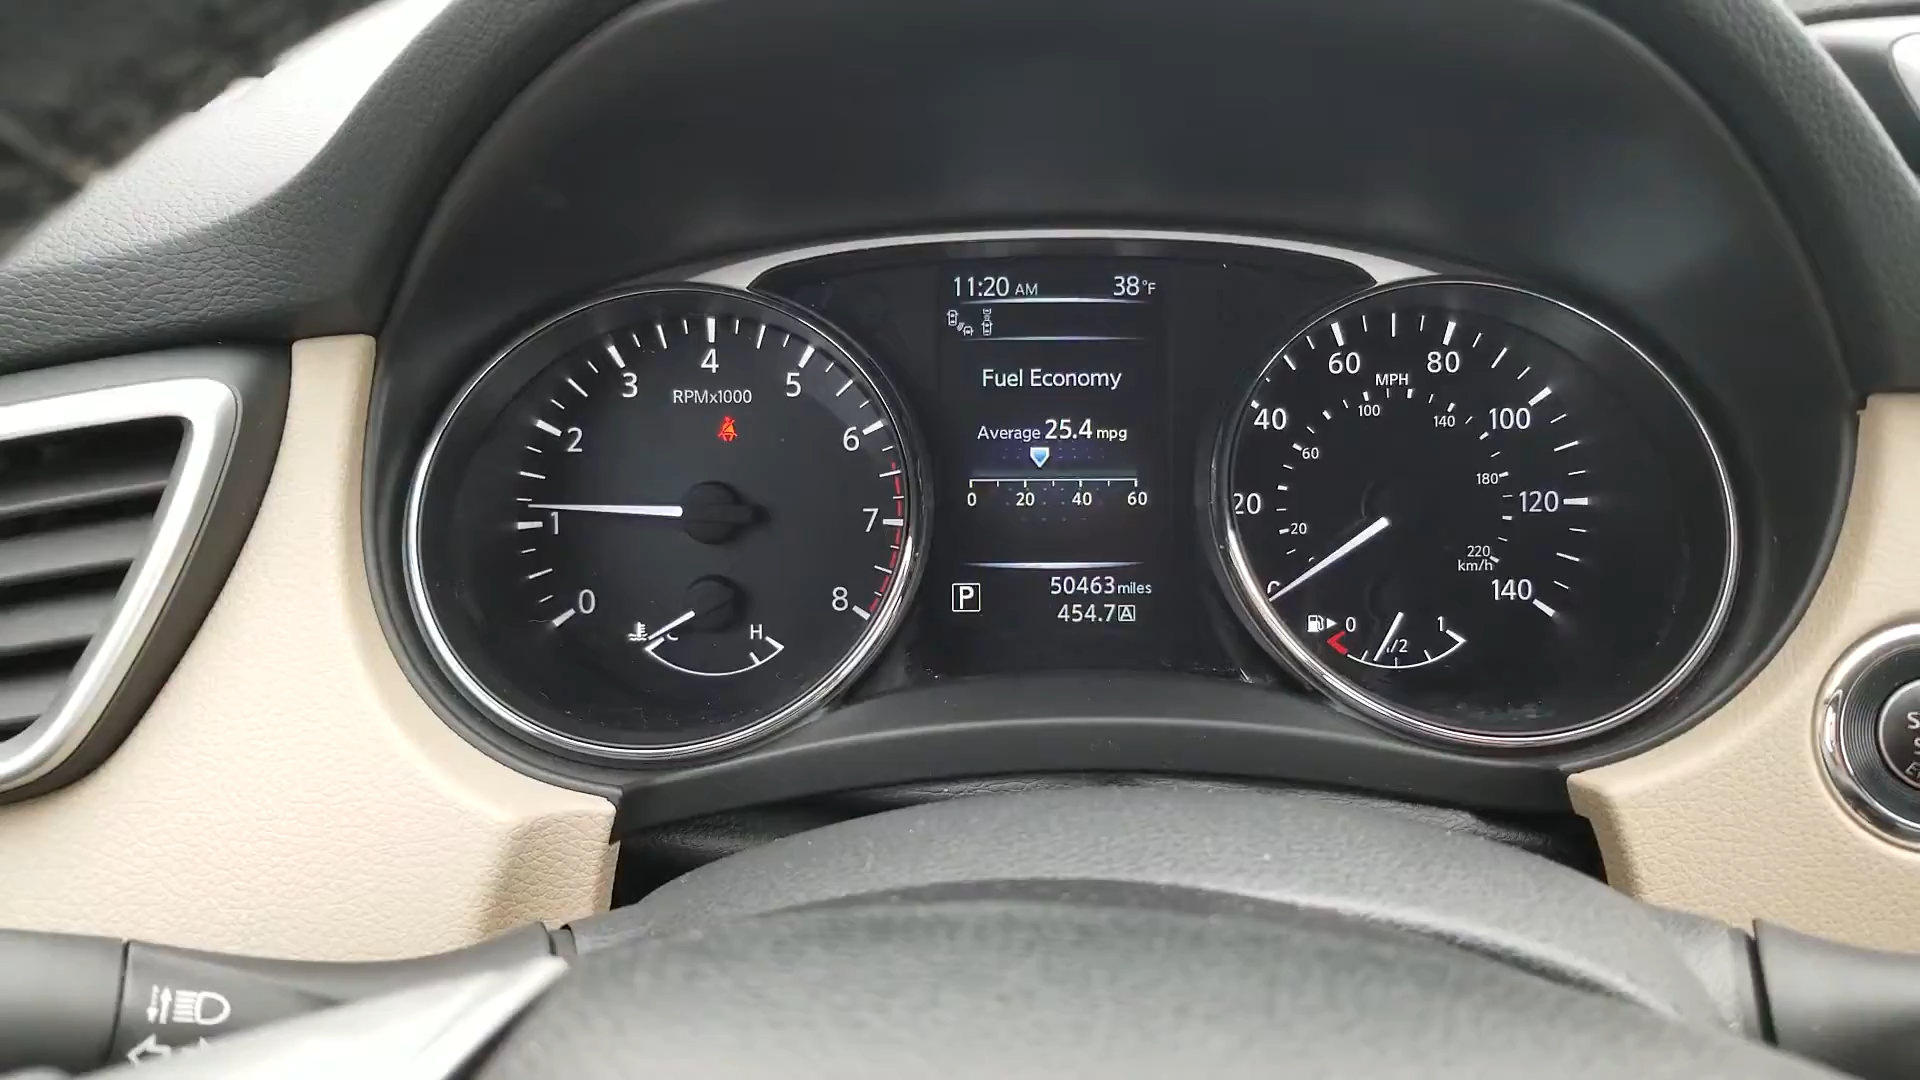 11:20 AM 38°F
Fuel Economy
Average 25.4 mpg
0 20 40 60
P
50463 miles
454.7 A
0 1 2 3 4 5 6 7 8
RPMx1000
H
20 40 60 80 100 120 140
MPH
20 60 100 140 180 220
km/h
0 1/2 1